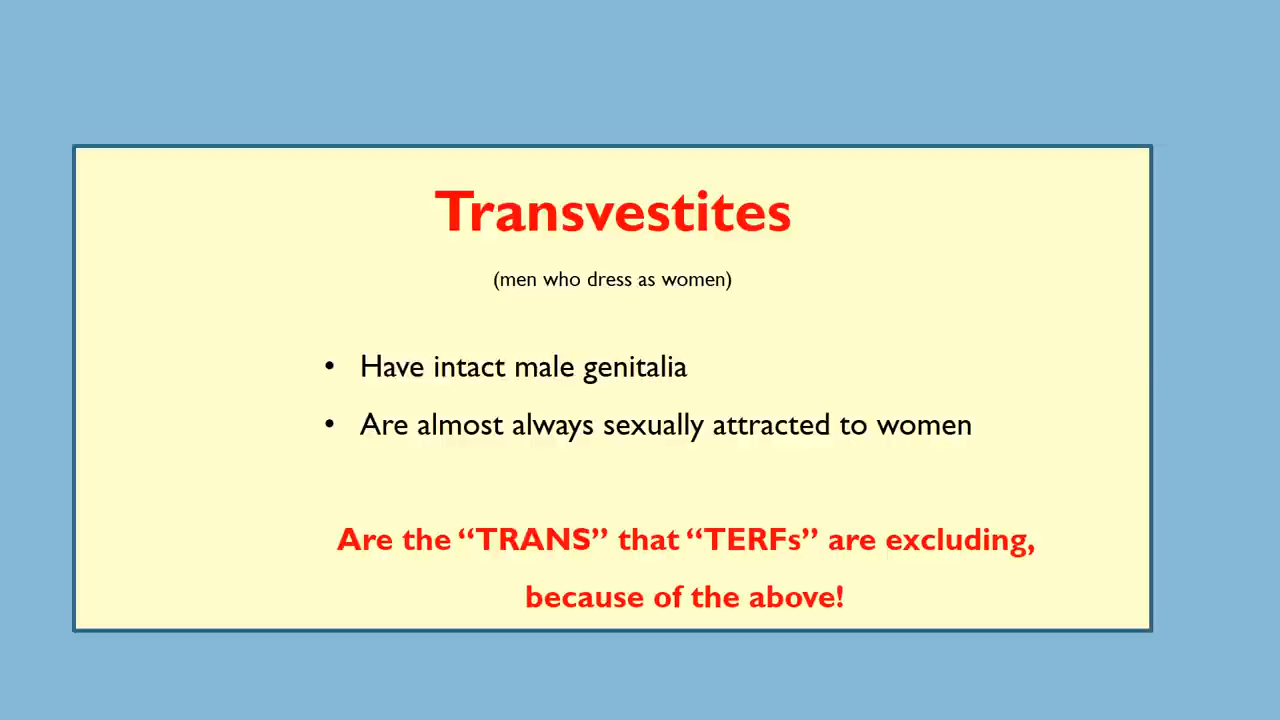 Transvestites
(men who dress as women)
• Have intact male genitalia
• Are almost always sexually attracted to women
Are the “TRANS” that “TERFs” are excluding,
because of the above!